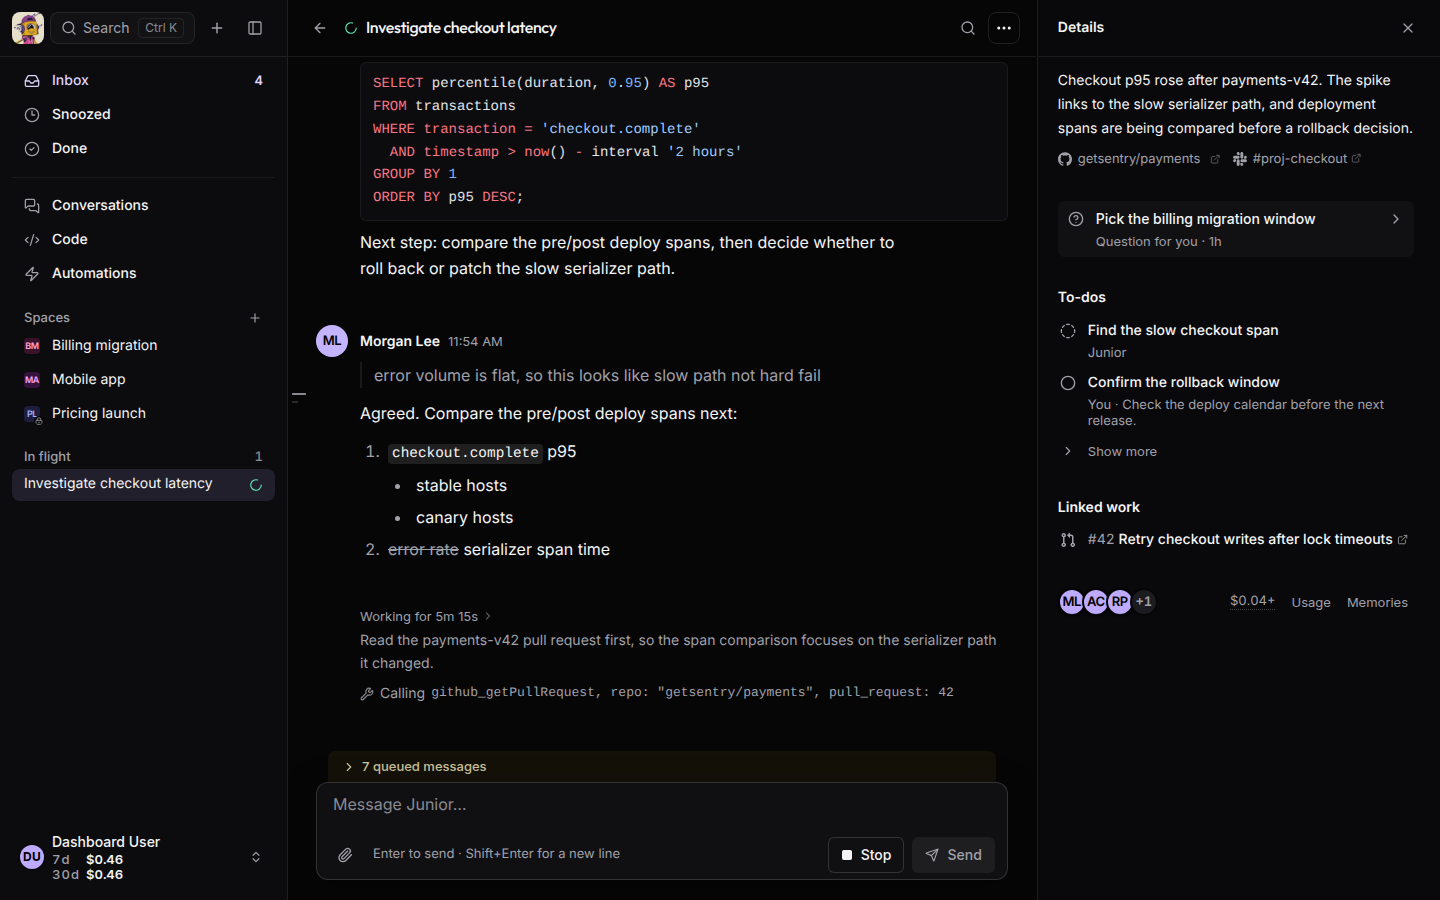 Search Ctrl K
Inbox 4
Snoozed
Done
Conversations
Code
Automations
Spaces
BM Billing migration
MA Mobile app
PL Pricing launch
In flight 1
Investigate checkout latency
DU Dashboard User
7d $0.46
30d $0.46
Investigate checkout latency
SELECT percentile(duration, 0.95) AS p95
FROM transactions
WHERE transaction = 'checkout.complete'
AND timestamp > now() - interval '2 hours'
GROUP BY 1
ORDER BY p95 DESC;
Next step: compare the pre/post deploy spans, then decide whether to
roll back or patch the slow serializer path.
ML Morgan Lee 11:54 AM
error volume is flat, so this looks like slow path not hard fail
Agreed. Compare the pre/post deploy spans next:
1. checkout.complete p95
• stable hosts
• canary hosts
2. error rate serializer span time
Working for 5m 15s
Read the payments-v42 pull request first, so the span comparison focuses on the serializer path
it changed.
Calling github_getPullRequest, repo: "getsentry/payments", pull_request: 42
7 queued messages
Message Junior...
Enter to send · Shift+Enter for a new line
Stop Send
Details
Checkout p95 rose after payments-v42. The spike
links to the slow serializer path, and deployment
spans are being compared before a rollback decision.
getsentry/payments #proj-checkout
Pick the billing migration window
Question for you · 1h
To-dos
Find the slow checkout span
Junior
Confirm the rollback window
You · Check the deploy calendar before the next
release.
Show more
Linked work
#42 Retry checkout writes after lock timeouts
ML AC RP +1 $0.04+ Usage Memories